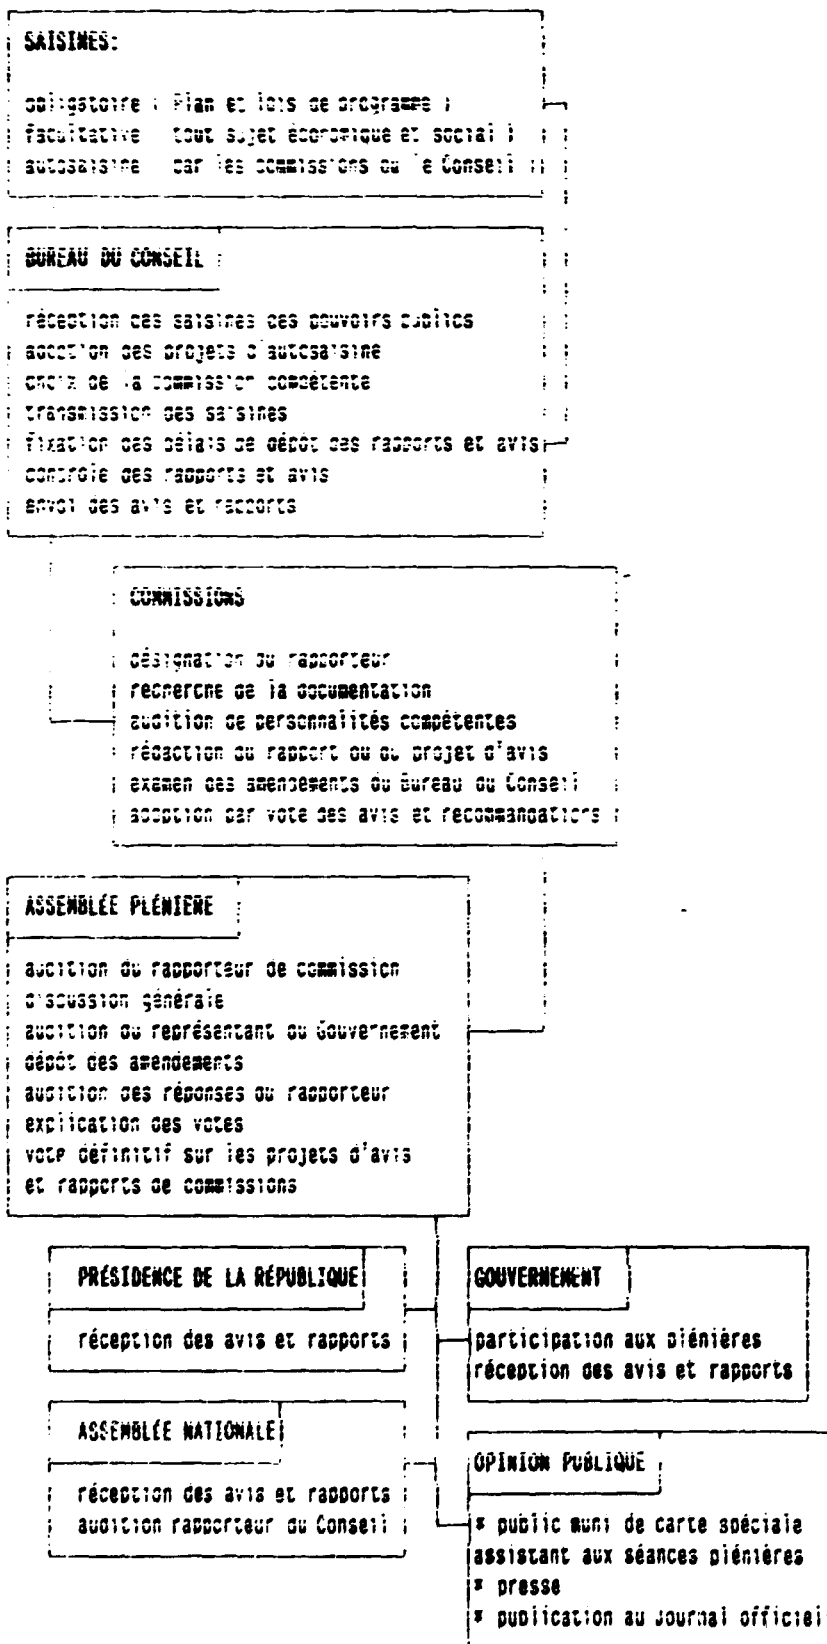 SAISINES:
obligatoire ( Plan et lois de programme )
facultative ( tout sujet économique et social )
autosaisine ( par les commissions ou le Conseil )
BUREAU DU CONSEIL
réception des saisines des pouvoirs publics
adoption des projets d'autosaisine
choix de la commission compétente
transmission des saisines
fixation des délais de dépôt des rapports et avis
contrôle des rapports et avis
envoi des avis et rapports
COMMISSIONS
désignation du rapporteur
recherche de la documentation
audition de personnalités compétentes
rédaction du rapport ou du projet d'avis
examen des amendements du Bureau du Conseil
adoption par vote des avis et recommandations
ASSEMBLÉE PLÉNIERE
audition du rapporteur de commission
discussion générale
audition du représentant du Gouvernement
dépôt des amendements
audition des réponses du rapporteur
explication des votes
vote définitif sur les projets d'avis
et rapports de commissions
PRÉSIDENCE DE LA RÉPUBLIQUE
réception des avis et rapports
GOUVERNEMENT
participation aux plénières
réception des avis et rapports
ASSEMBLÉE NATIONALE
réception des avis et rapports
audition rapporteur du Conseil
OPINION PUBLIQUE
* public muni de carte spéciale
assistant aux séances plénières
* presse
* publication au Journal officiel